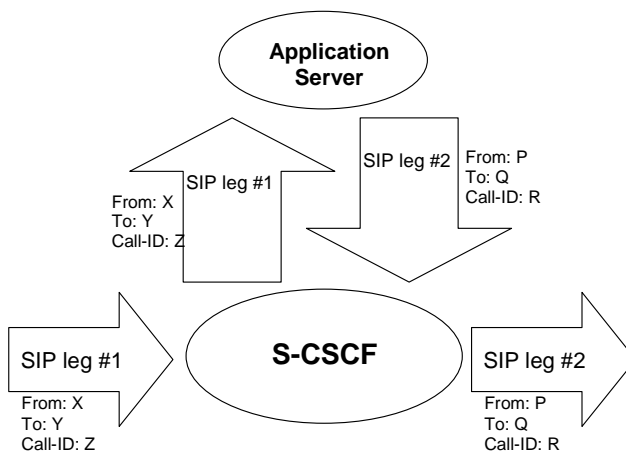 Application
Server
SIP leg #1
From: X
To: Y
Call-ID: Z
SIP leg #2
From: P
To: Q
Call-ID: R
SIP leg #1
From: X
To: Y
Call-ID: Z
S-CSCF
SIP leg #2
From: P
To: Q
Call-ID: R